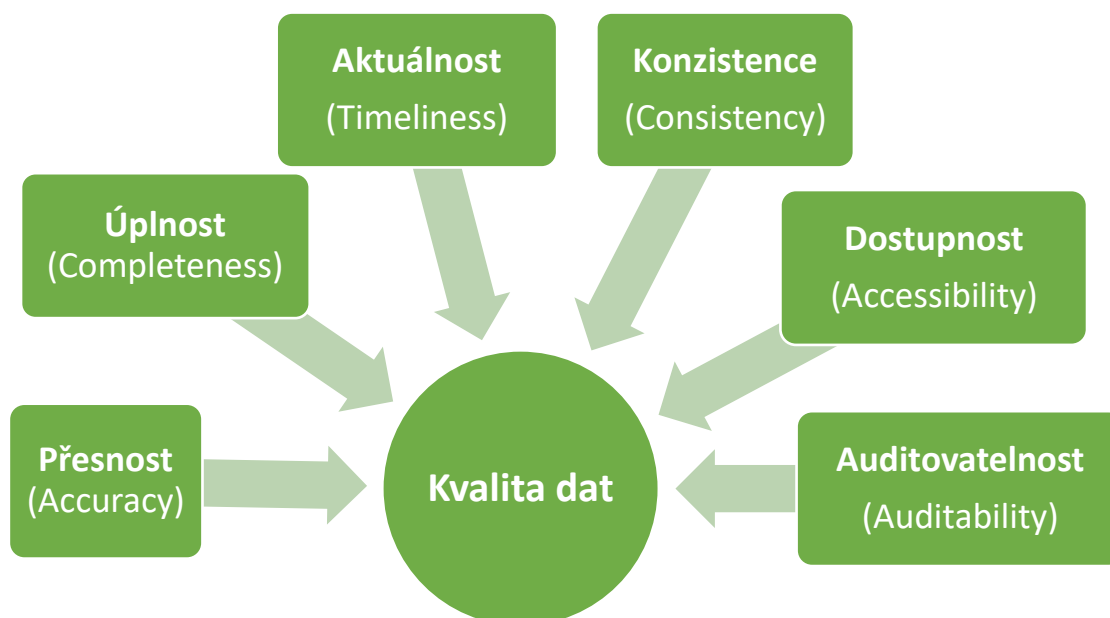 Aktuálnost
(Timeliness)
Konzistence
(Consistency)
Úplnost
(Completeness)
Dostupnost
(Accessibility)
Přesnost
(Accuracy)
Kvalita dat
Auditovatelnost
(Auditability)